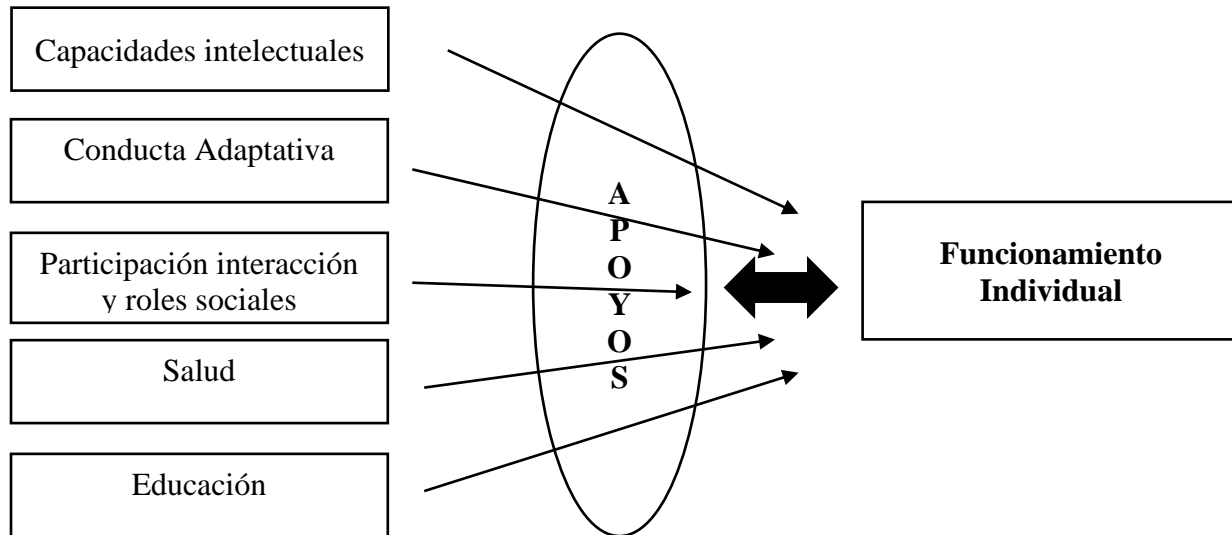 Capacidades intelectuales
Conducta Adaptativa
Participación interacción
y roles sociales
Salud
Educación
A
P
O
Y
O
S
Funcionamiento
Individual